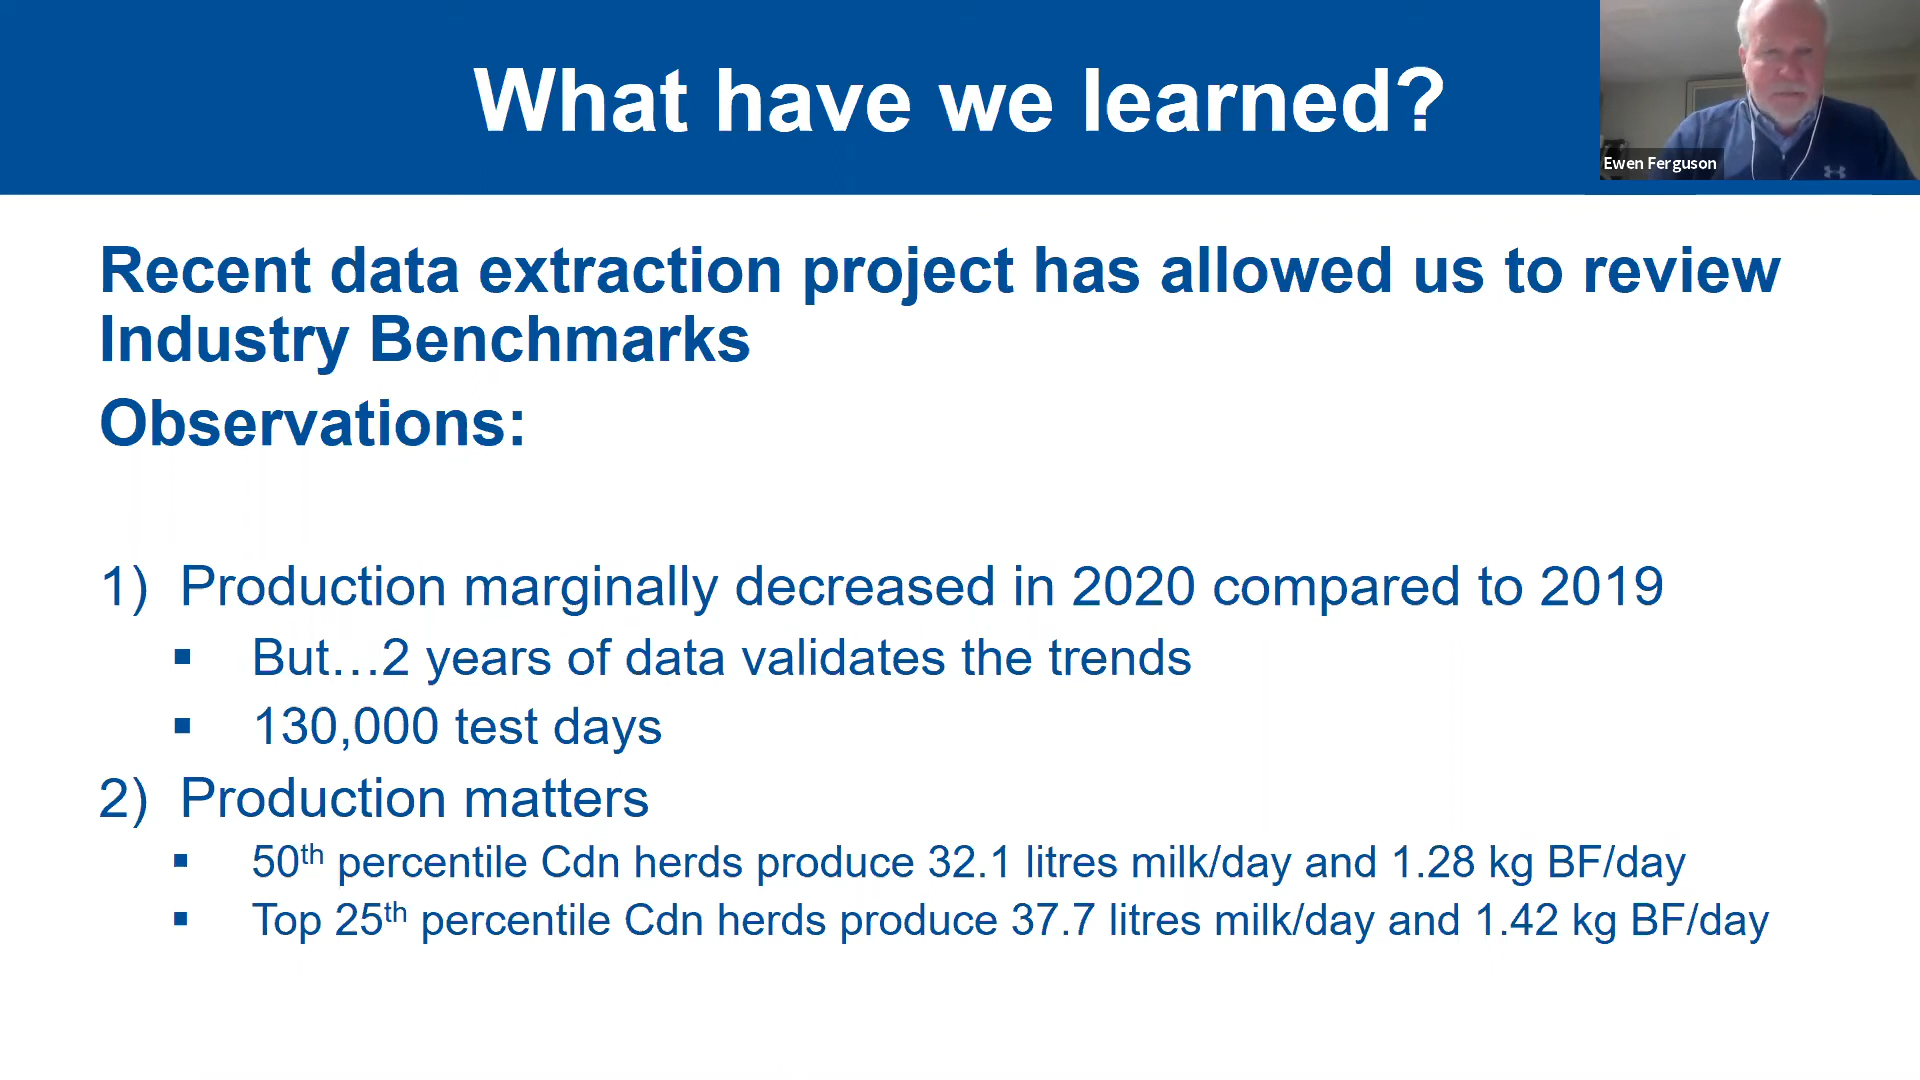 What have we learned?
Ewen Ferguson
Recent data extraction project has allowed us to review
Industry Benchmarks
Observations:
1) Production marginally decreased in 2020 compared to 2019
▪ But…2 years of data validates the trends
▪ 130,000 test days
2) Production matters
▪ 50th percentile Cdn herds produce 32.1 litres milk/day and 1.28 kg BF/day
▪ Top 25th percentile Cdn herds produce 37.7 litres milk/day and 1.42 kg BF/day